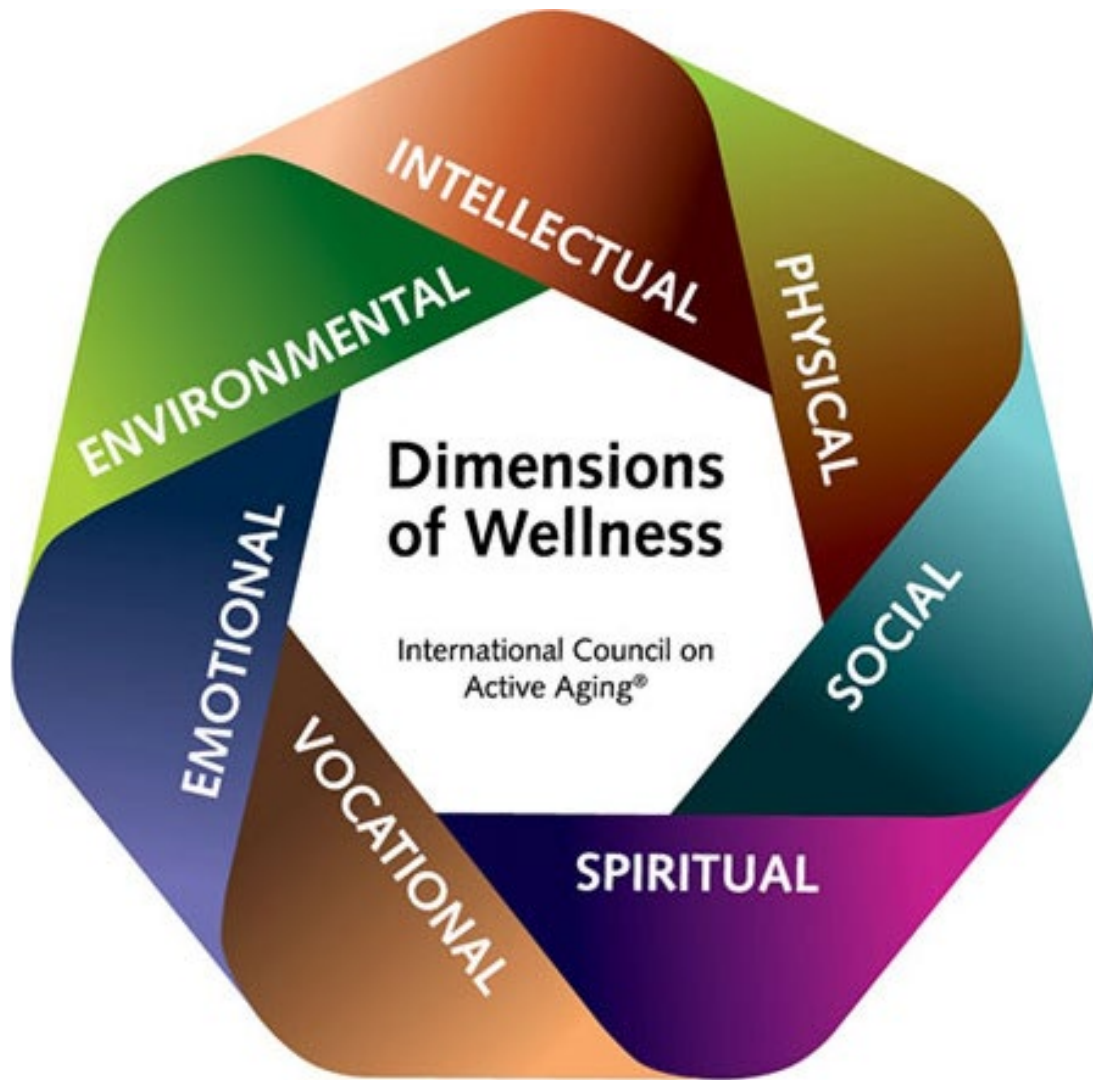 INTELLECTUAL
PHYSICAL
SOCIAL
SPIRITUAL
VOCATIONAL
EMOTIONAL
ENVIRONMENTAL
Dimensions
of Wellness
International Council on
Active Aging®